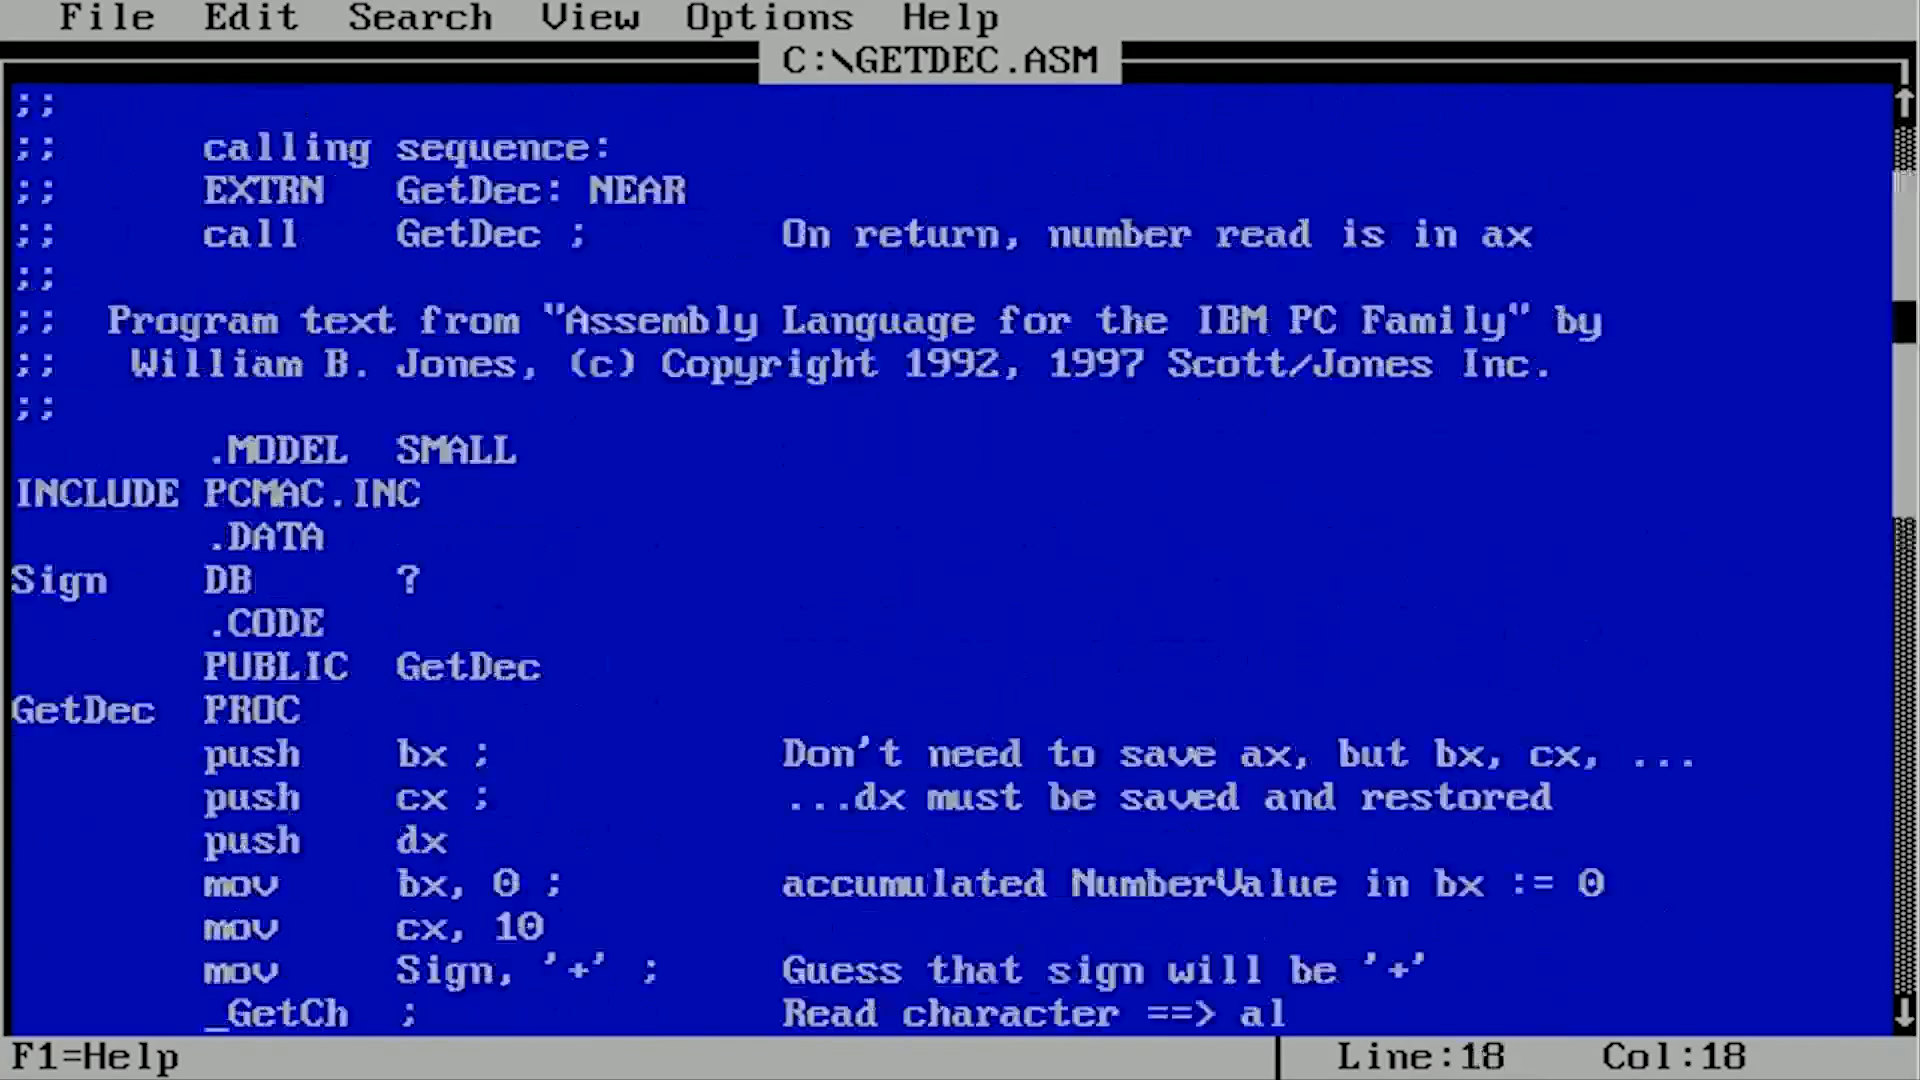 File Edit Search View Options Help
C:\GETDEC.ASM
;;
;; calling sequence:
;; EXTRN GetDec: NEAR
;; call GetDec ; On return, number read is in ax
;;
;; Program text from "Assembly Language for the IBM PC Family" by
;; William B. Jones, (c) Copyright 1992, 1997 Scott/Jones Inc.
;;
.MODEL SMALL
INCLUDE PCMAC.INC
.DATA
Sign DB ?
.CODE
PUBLIC GetDec
GetDec PROC
push bx ; Don't need to save ax, but bx, cx, ...
push cx ; ...dx must be saved and restored
push dx
mov bx, 0 ; accumulated NumberValue in bx := 0
mov cx, 10
mov Sign, '+' ; Guess that sign will be '+'
_GetCh ; Read character ==> al
F1=Help Line:18 Col:18